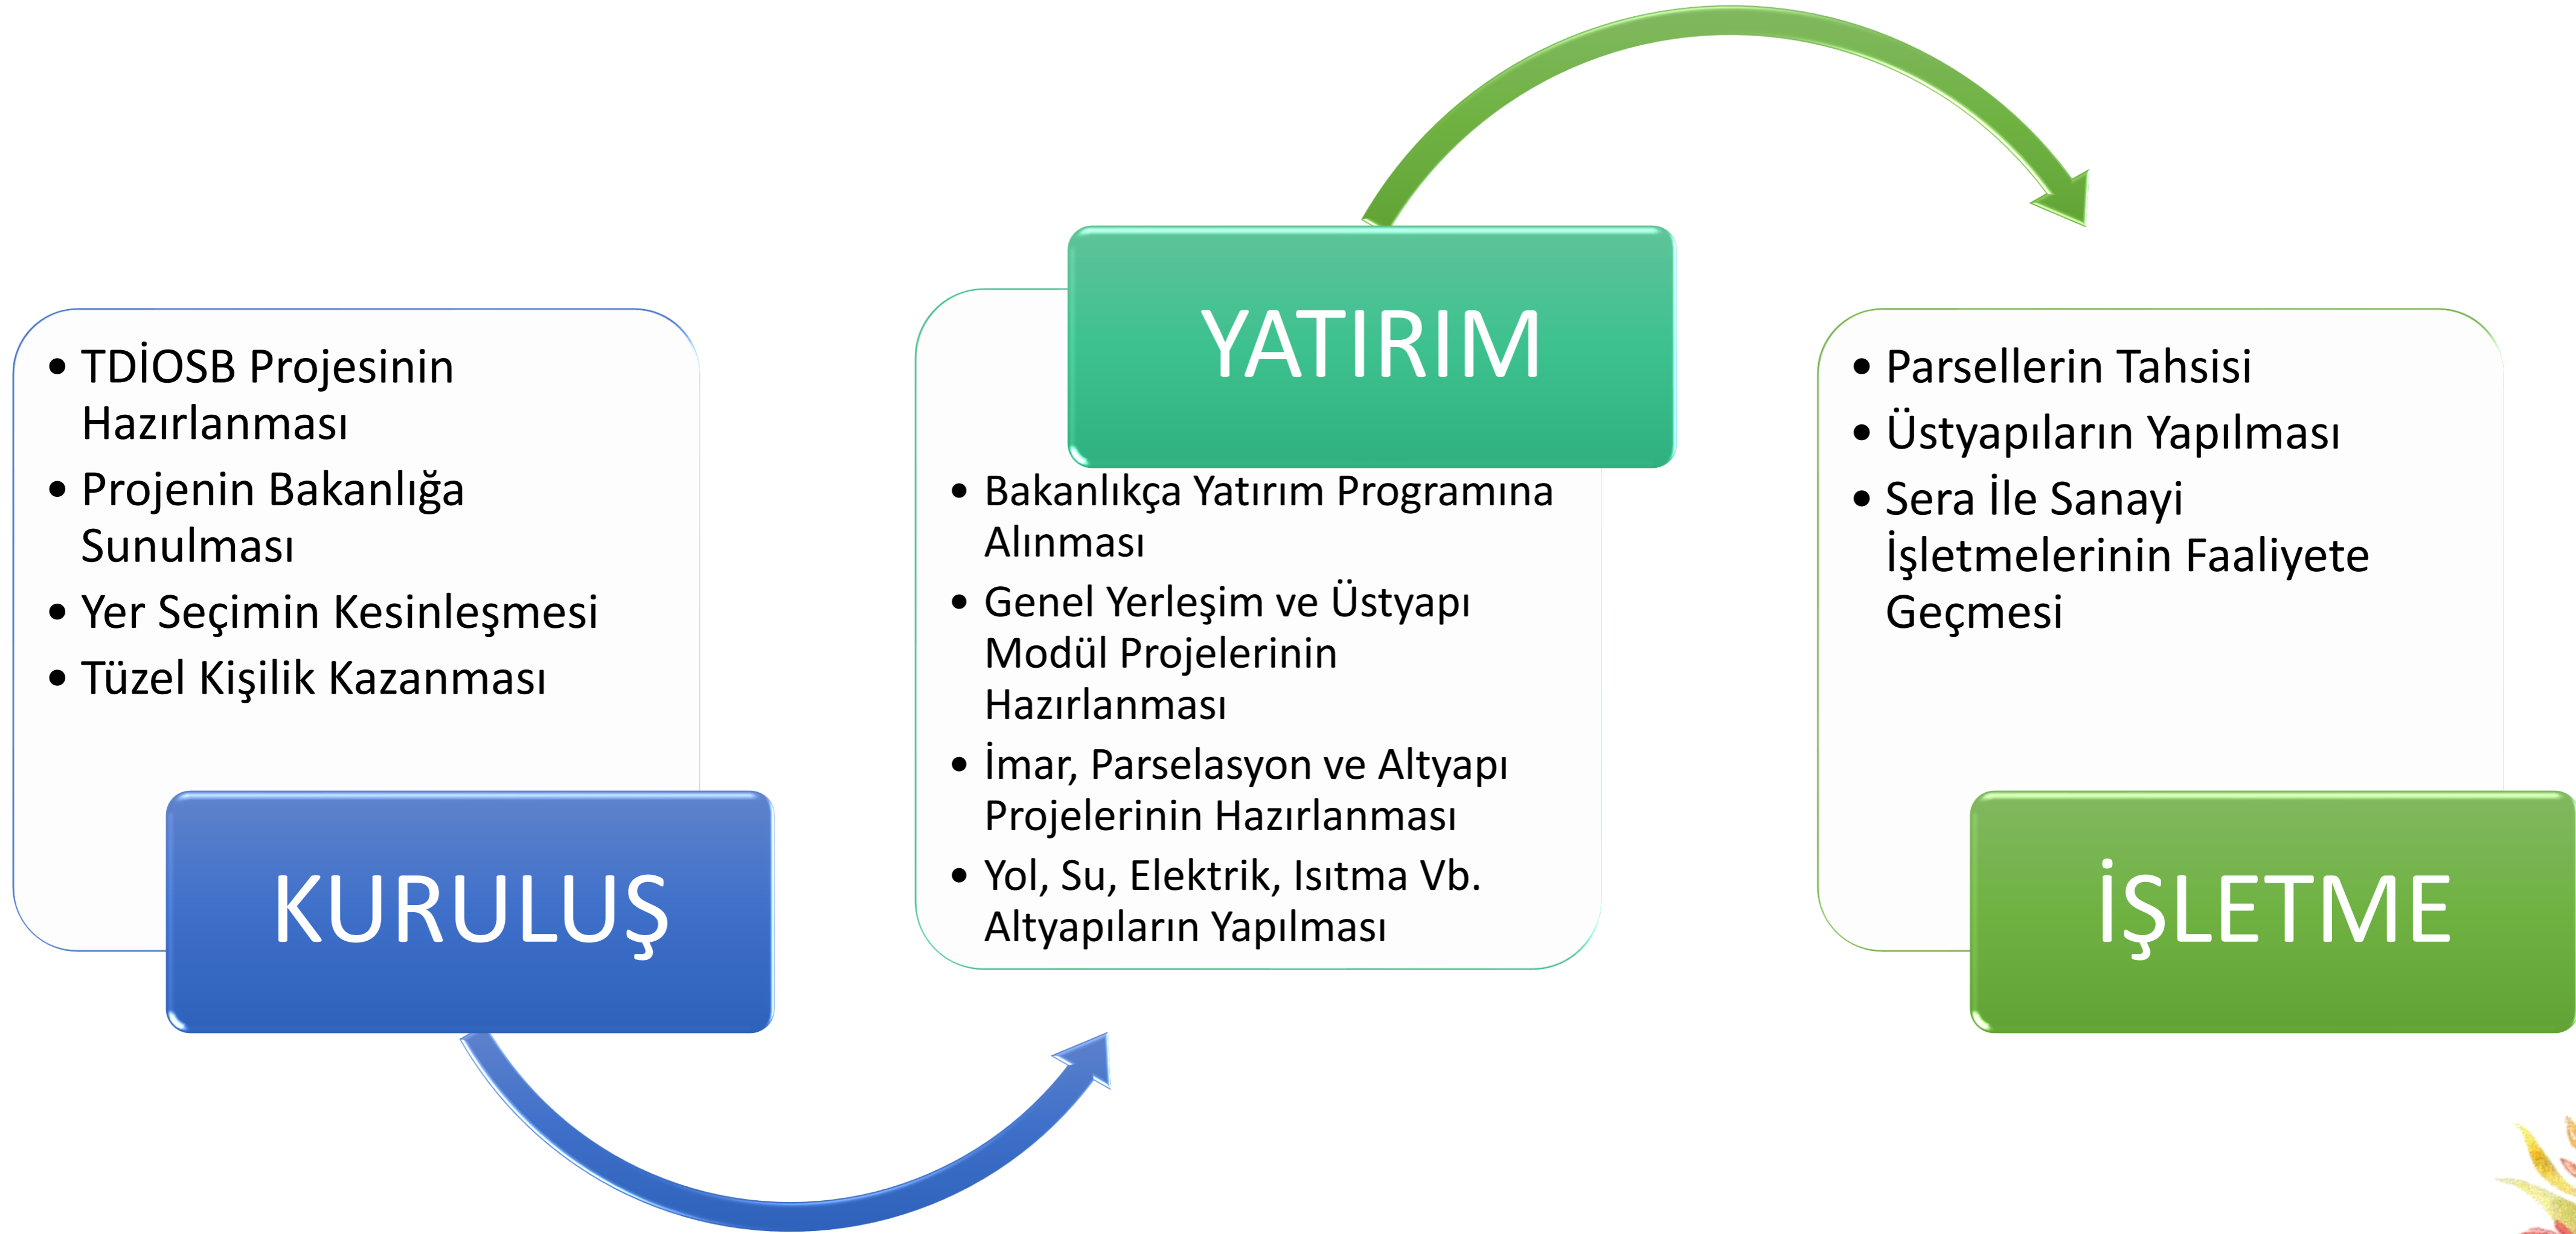 • TDİOSB Projesinin
Hazırlanması
• Projenin Bakanlığa
Sunulması
• Yer Seçimin Kesinleşmesi
• Tüzel Kişilik Kazanması
KURULUŞ
YATIRIM
• Bakanlıkça Yatırım Programına
Alınması
• Genel Yerleşim ve Üstyapı
Modül Projelerinin
Hazırlanması
• İmar, Parselasyon ve Altyapı
Projelerinin Hazırlanması
• Yol, Su, Elektrik, Isıtma Vb.
Altyapıların Yapılması
• Parsellerin Tahsisi
• Üstyapıların Yapılması
• Sera İle Sanayi
İşletmelerinin Faaliyete
Geçmesi
İŞLETME